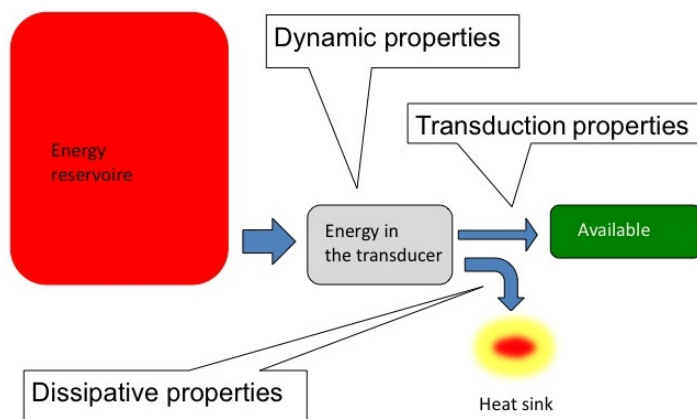 Dynamic properties
Transduction properties
Energy
reservoire
Energy in
the transducer
Available
Dissipative properties
Heat sink